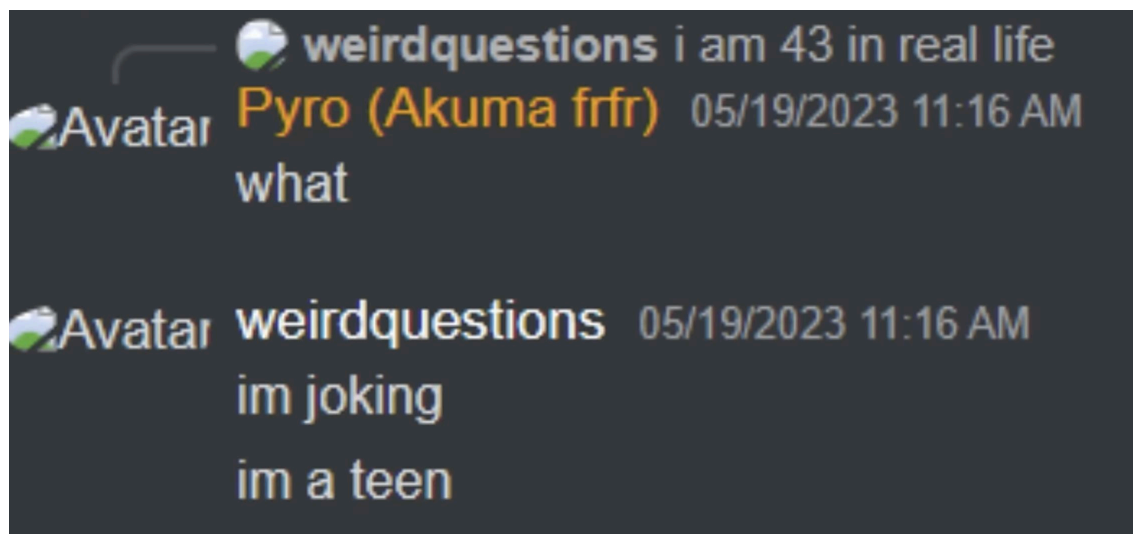 weirdquestions i am 43 in real life
Avatar Pyro (Akuma frfr) 05/19/2023 11:16 AM
what
Avatar weirdquestions 05/19/2023 11:16 AM
im joking
im a teen